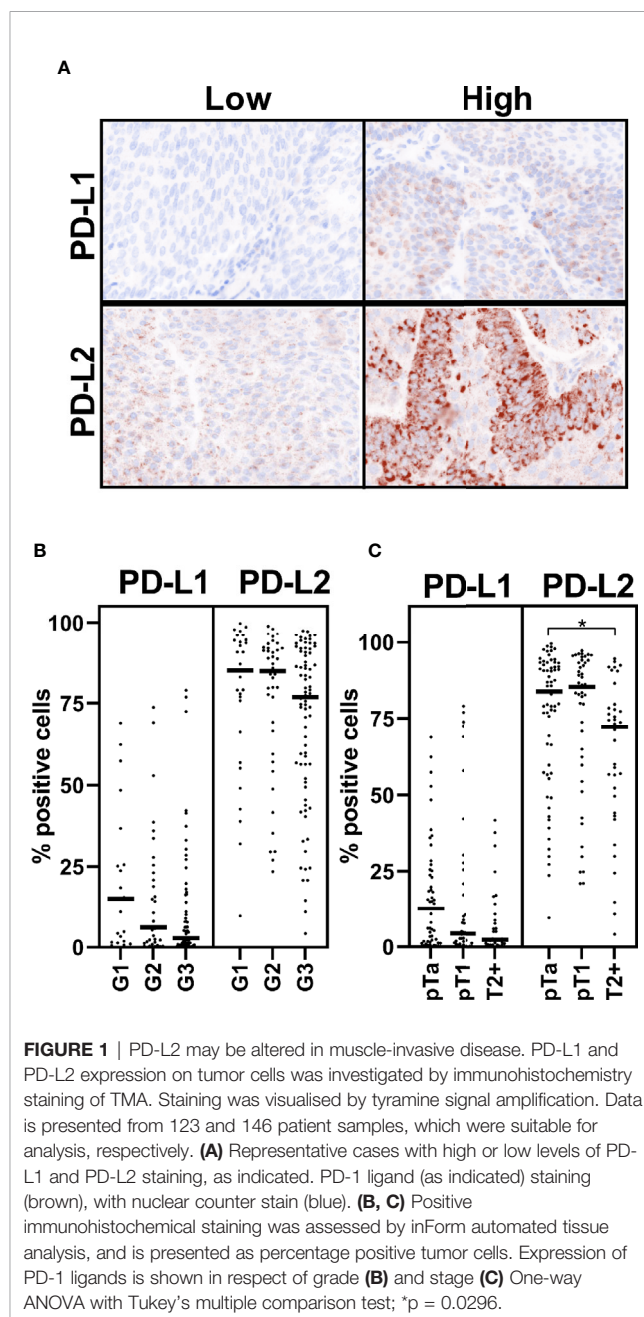 A
Low High
PD-L1
PD-L2
B
PD-L1 PD-L2
% positive cells
100
75
50
25
0
G1 G2 G3 G1 G2 G3
C
PD-L1 PD-L2
*
% positive cells
100
75
50
25
0
pTa pT1 T2+ pTa pT1 T2+
FIGURE 1 | PD-L2 may be altered in muscle-invasive disease. PD-L1 and
PD-L2 expression on tumor cells was investigated by immunohistochemistry
staining of TMA. Staining was visualised by tyramine signal amplification. Data
is presented from 123 and 146 patient samples, which were suitable for
analysis, respectively. (A) Representative cases with high or low levels of PD-
L1 and PD-L2 staining, as indicated. PD-1 ligand (as indicated) staining
(brown), with nuclear counter stain (blue). (B, C) Positive
immunohistochemical staining was assessed by inForm automated tissue
analysis, and is presented as percentage positive tumor cells. Expression of
PD-1 ligands is shown in respect of grade (B) and stage (C) One-way
ANOVA with Tukey's multiple comparison test; *p = 0.0296.